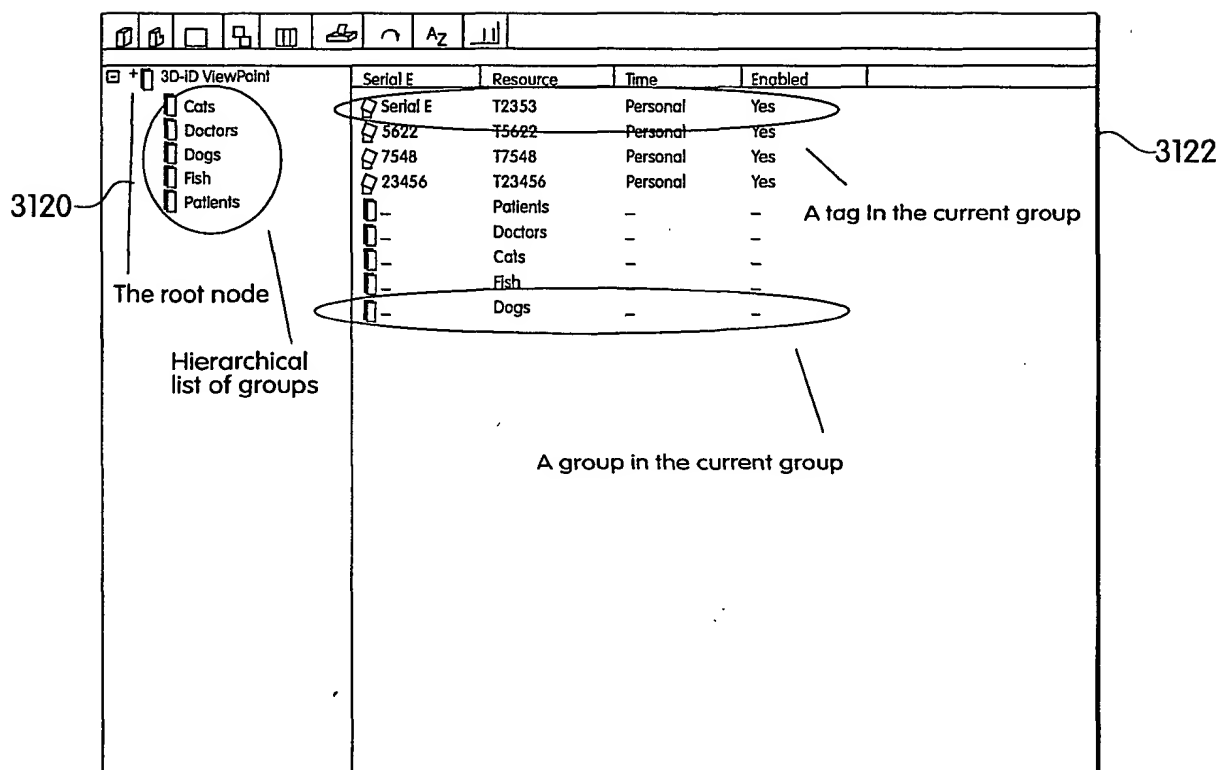 AZ
3D-ID ViewPoint
Cats
Doctors
Dogs
Fish
Patients
3120
The root node
Hierarchical
list of groups
Serial E Resource Time Enabled
Serial E T2353 Personal Yes
5622 T5622 Personal Yes
7548 T7548 Personal Yes
23456 T23456 Personal Yes
_ Patients _ _
_ Doctors _ _
_ Cats _ _
_ Fish _ _
_ Dogs _ _
3122
A tag In the current group
A group in the current group